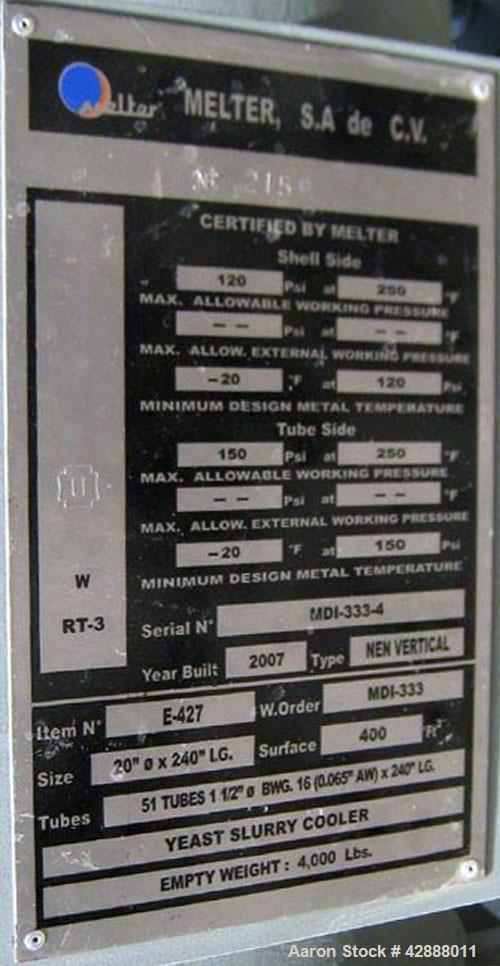 melter MELTER, S.A de C.V.
Nº 215
CERTIFIED BY MELTER
Shell Side
120 Psi at 250 °F
MAX. ALLOWABLE WORKING PRESSURE
-- Psi at -- °F
MAX. ALLOW. EXTERNAL WORKING PRESSURE
-20 °F at 120 Psi
MINIMUM DESIGN METAL TEMPERATURE
Tube Side
150 Psi at 250 °F
MAX. ALLOWABLE WORKING PRESSURE
-- Psi at -- °F
MAX. ALLOW. EXTERNAL WORKING PRESSURE
-20 °F at 150 Psi
MINIMUM DESIGN METAL TEMPERATURE
U
W
RT-3
Serial N° MDI-333-4
Year Built 2007 Type NEN VERTICAL
Item N° E-427 W.Order MDI-333
Size 20" ø x 240" LG. Surface 400 Ft²
Tubes 51 TUBES 1 1/2" ø BWG. 16 (0.065" AW) x 240" LG.
YEAST SLURRY COOLER
EMPTY WEIGHT : 4,000 Lbs.
Aaron Stock # 42888011